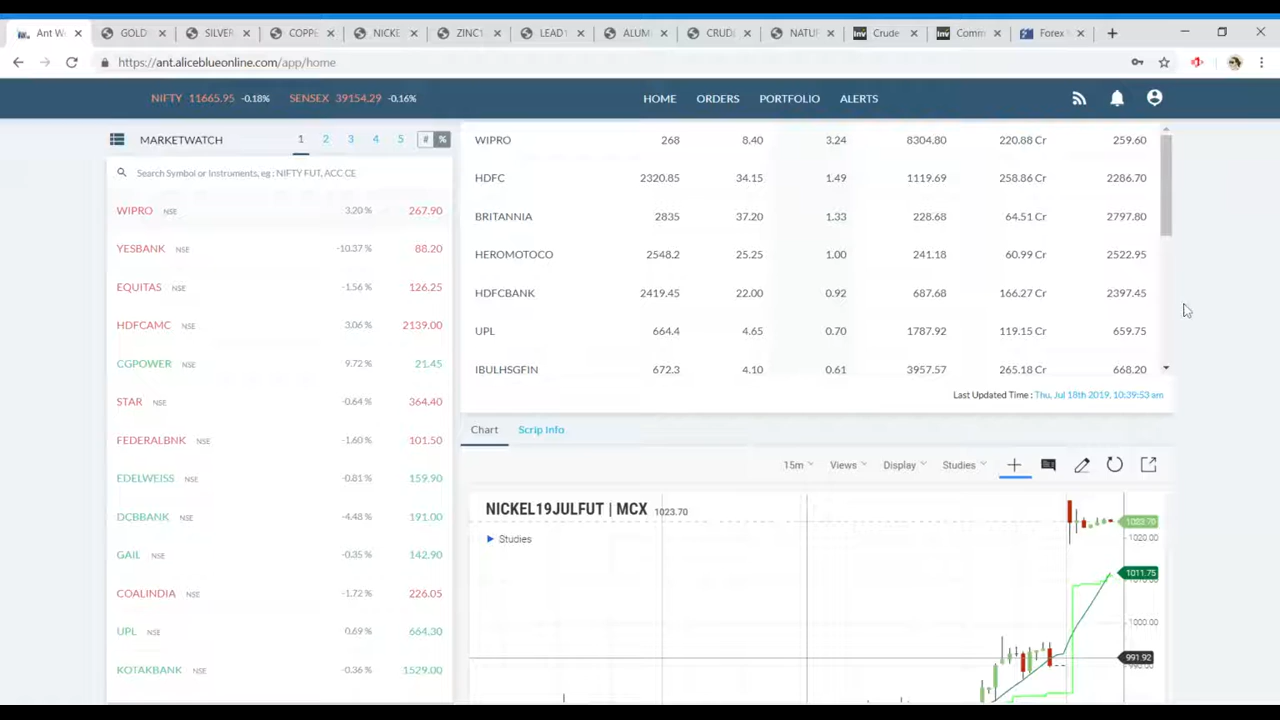 Ant W
GOLD
SILVER
COPPE
NICKE
ZINC1
LEAD1
ALUM
CRUD
NATU
Inv Crude
Inv Comm
Forex M
https://ant.aliceblueonline.com/app/home
NIFTY 11665.95 -0.18% SENSEX 39154.29 -0.16%
HOME ORDERS PORTFOLIO ALERTS
MARKETWATCH 1 2 3 4 5 # %
Search Symbol or Instruments, eg : NIFTY FUT, ACC CE
WIPRO NSE 3.20 % 267.90
YESBANK NSE -10.37 % 88.20
EQUITAS NSE -1.56 % 126.25
HDFCAMC NSE 3.06 % 2139.00
CGPOWER NSE 9.72 % 21.45
STAR NSE -0.64 % 364.40
FEDERALBNK NSE -1.60 % 101.50
EDELWEISS NSE -0.81 % 159.90
DCBBANK NSE -4.48 % 191.00
GAIL NSE -0.35 % 142.90
COALINDIA NSE -1.72 % 226.05
UPL NSE 0.69 % 664.30
KOTAKBANK NSE -0.36 % 1529.00
WIPRO 268 8.40 3.24 8304.80 220.88 Cr 259.60
HDFC 2320.85 34.15 1.49 1119.69 258.86 Cr 2286.70
BRITANNIA 2835 37.20 1.33 228.68 64.51 Cr 2797.80
HEROMOTOCO 2548.2 25.25 1.00 241.18 60.99 Cr 2522.95
HDFCBANK 2419.45 22.00 0.92 687.68 166.27 Cr 2397.45
UPL 664.4 4.65 0.70 1787.92 119.15 Cr 659.75
IBULHSGFIN 672.3 4.10 0.61 3957.57 265.18 Cr 668.20
Last Updated Time : Thu, Jul 18th 2019, 10:39:53 am
Chart Scrip Info
15m Views Display Studies
NICKEL19JULFUT | MCX 1023.70
Studies
1023.70
1020.00
1011.75
1000.00
991.92